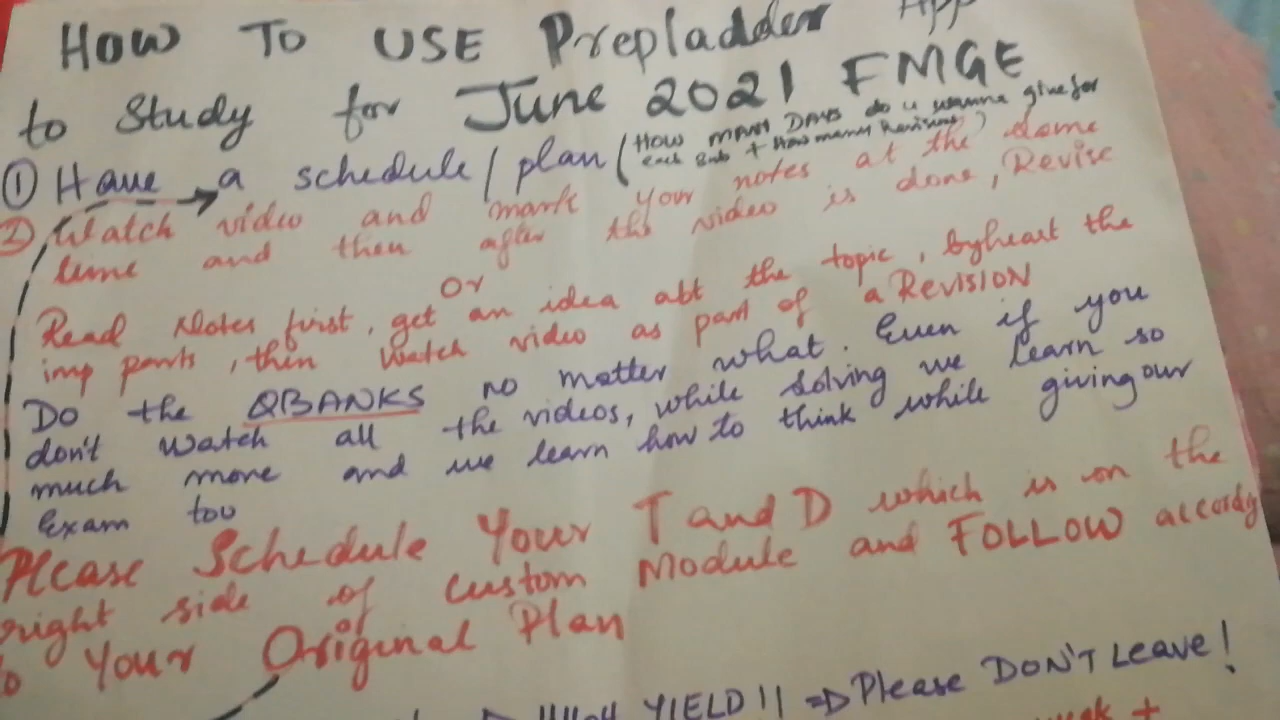 HOW TO USE Prepladder App
to Study for June 2021 FMGE
① Have a schedule / plan (HOW MANY DAYS do u wanna give for
each sub + How many Revisions)
2) Watch video and mark your notes at the same
time and then after the video is done, Revise
Or
Read Notes first, get an idea abt the topic, byheart the
imp parts, then watch video as part of a REVISION
Do the QBANKS no matter what. Even if you
don't watch all the videos, while solving we learn so
much more and we learn how to think while giving our
Exam too
Please Schedule Your T and D which is on the
right side of custom Module and FOLLOW accordy
to Your Original Plan
HIGH YIELD !! => Please DON'T Leave!
+